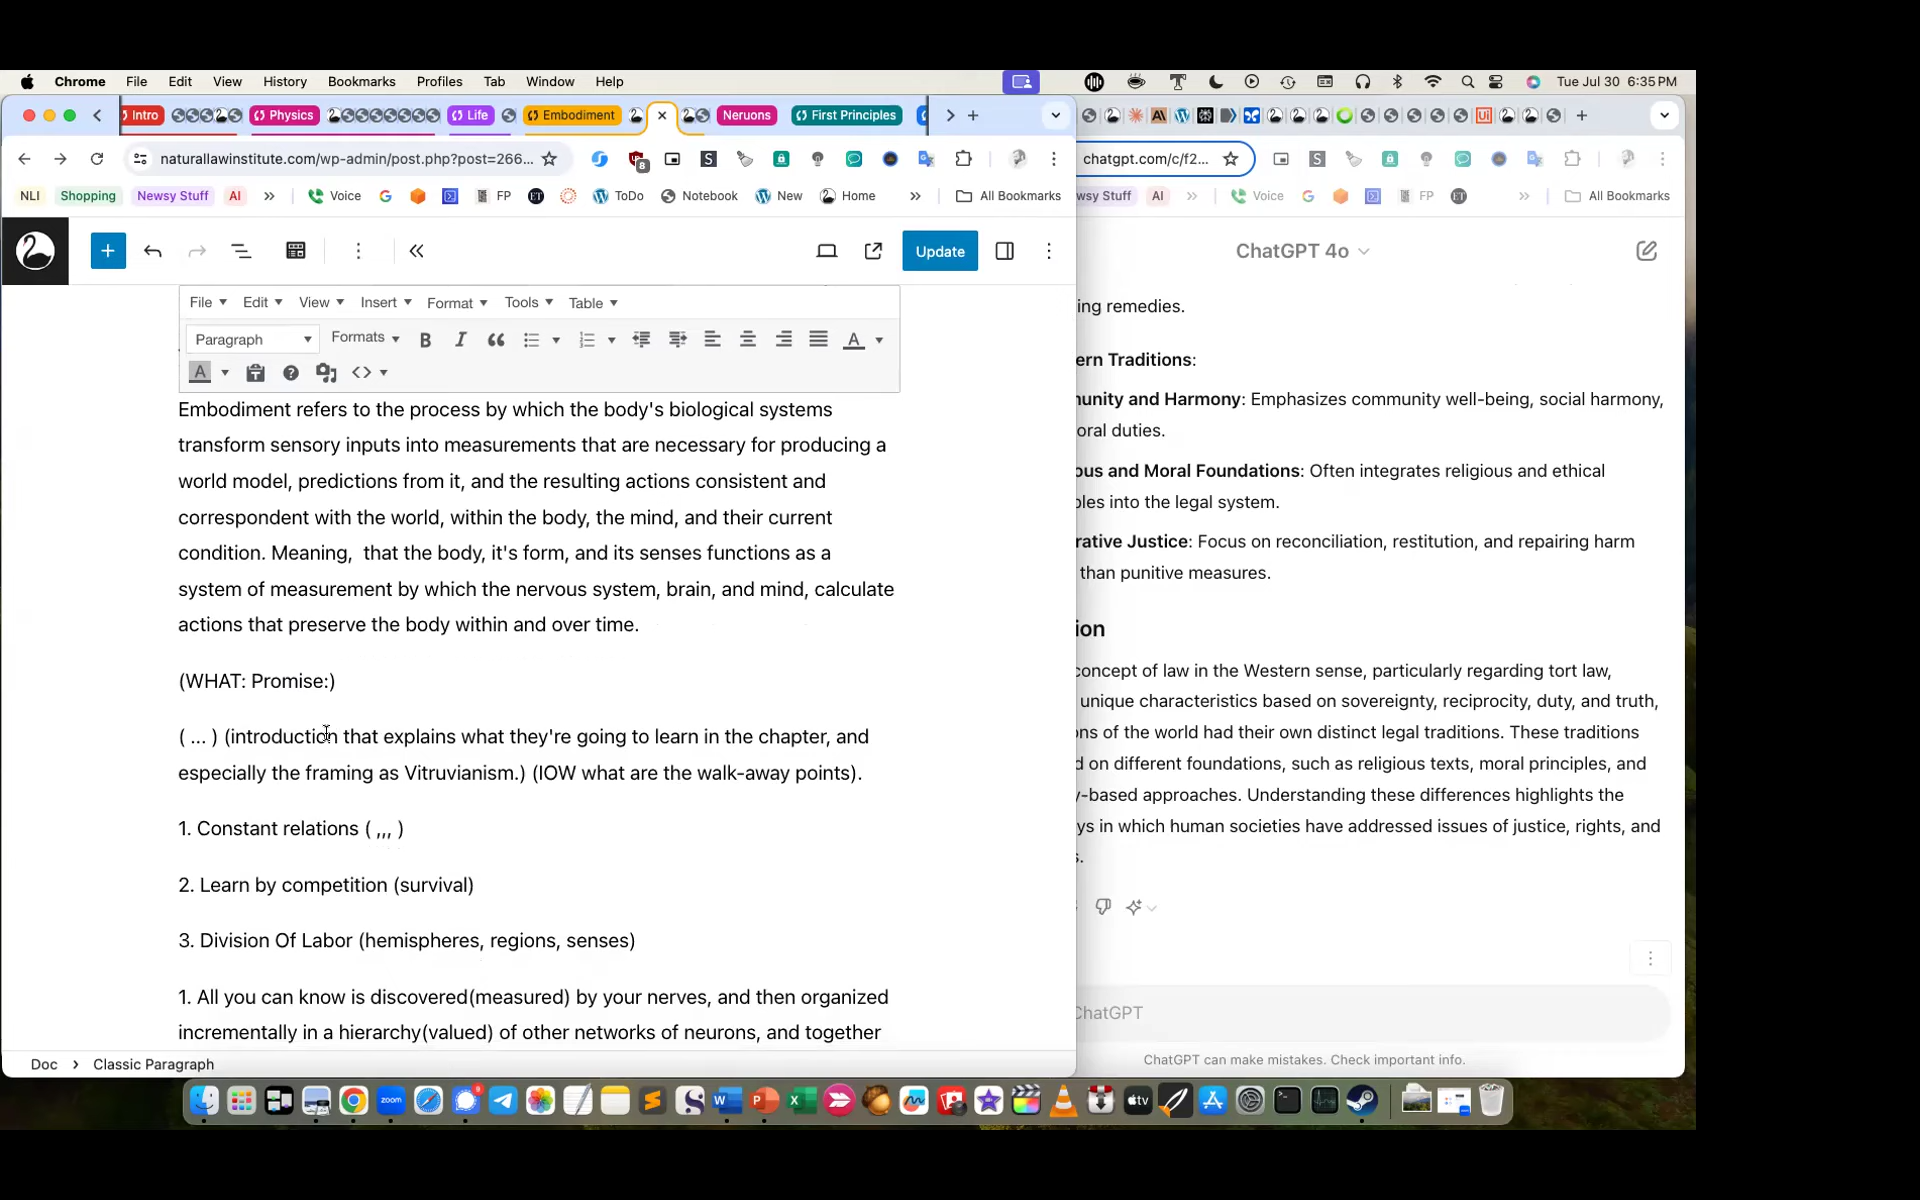 Chrome File Edit View History Bookmarks Profiles Tab Window Help Tue Jul 30 6:35 PM
Intro Physics Life Embodiment Neruons First Principles
naturallawinstitute.com/wp-admin/post.php?post=266...
NLI Shopping Newsy Stuff AI » Voice FP ToDo Notebook New Home » All Bookmarks
Update
File Edit View Insert Format Tools Table
Paragraph Formats B I A
A
Embodiment refers to the process by which the body's biological systems
transform sensory inputs into measurements that are necessary for producing a
world model, predictions from it, and the resulting actions consistent and
correspondent with the world, within the body, the mind, and their current
condition. Meaning,  that the body, it's form, and its senses functions as a
system of measurement by which the nervous system, brain, and mind, calculate
actions that preserve the body within and over time.
(WHAT: Promise:)
( ... ) (introduction that explains what they're going to learn in the chapter, and
especially the framing as Vitruvianism.) (IOW what are the walk-away points).
1. Constant relations ( ,,, )
2. Learn by competition (survival)
3. Division Of Labor (hemispheres, regions, senses)
1. All you can know is discovered(measured) by your nerves, and then organized
incrementally in a hierarchy(valued) of other networks of neurons, and together
Doc › Classic Paragraph
chatgpt.com/c/f2...
wsy Stuff AI » Voice FP » All Bookmarks
ChatGPT 4o
ing remedies.
ern Traditions:
unity and Harmony: Emphasizes community well-being, social harmony,
oral duties.
ous and Moral Foundations: Often integrates religious and ethical
ples into the legal system.
rative Justice: Focus on reconciliation, restitution, and repairing harm
than punitive measures.
ion
concept of law in the Western sense, particularly regarding tort law,
unique characteristics based on sovereignty, reciprocity, duty, and truth,
ns of the world had their own distinct legal traditions. These traditions
d on different foundations, such as religious texts, moral principles, and
y-based approaches. Understanding these differences highlights the
ys in which human societies have addressed issues of justice, rights, and
s.
ChatGPT
ChatGPT can make mistakes. Check important info.
zoom
tv